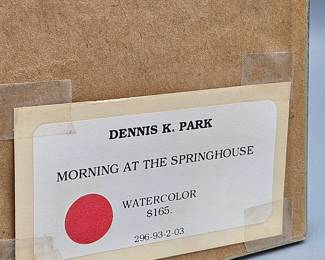 DENNIS K. PARK
MORNING AT THE SPRINGHOUSE
WATERCOLOR
$165.
296-93-2-03